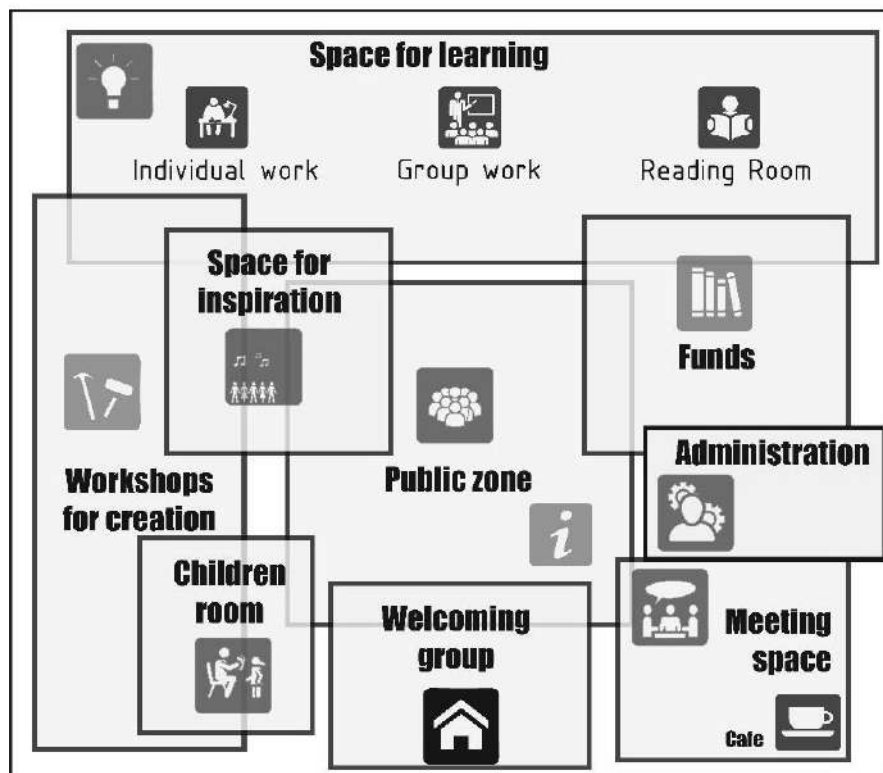 Space for learning
Individual work
Group work
Reading Room
Space for
inspiration
Funds
Workshops
for creation
Public zone
i
Administration
Children
room
Welcoming
group
Meeting
space
Cafe